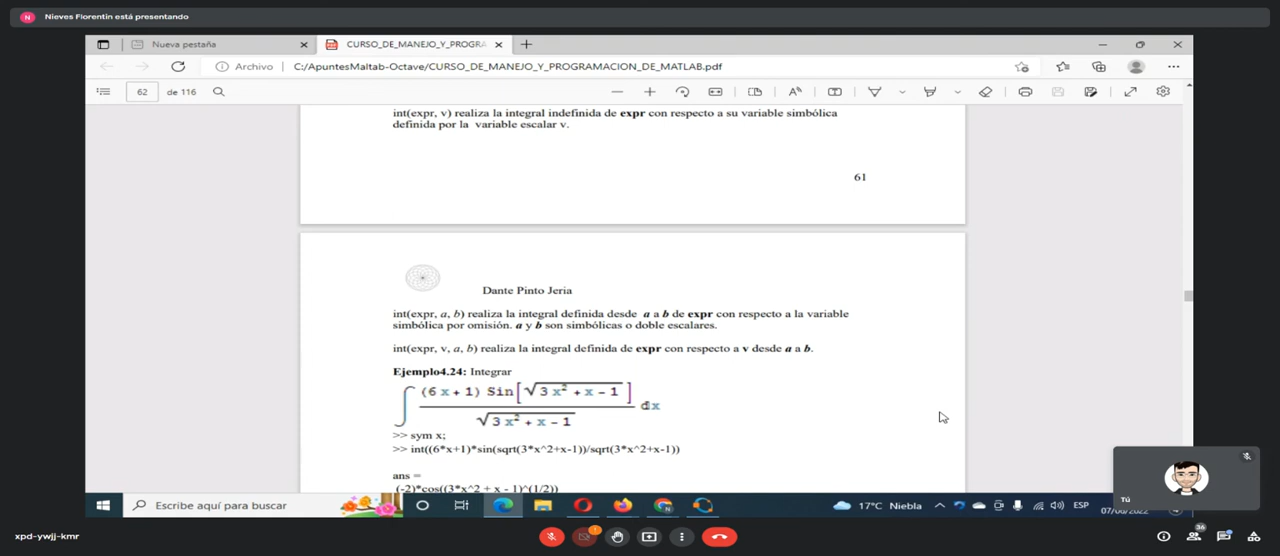 Nieves Florentín está presentando
Nueva pestaña
CURSO_DE_MANEJO_Y_PROGRA
Archivo
C:/ApuntesMaltab-Octave/CURSO_DE_MANEJO_Y_PROGRAMACION_DE_MATLAB.pdf
62 de 116
int(expr, v) realiza la integral indefinida de expr con respecto a su variable simbólica
definida por la variable escalar v.
61
Dante Pinto Jeria
int(expr, a, b) realiza la integral definida desde a a b de expr con respecto a la variable
simbólica por omisión. a y b son simbólicas o doble escalares.
int(expr, v, a, b) realiza la integral definida de expr con respecto a v desde a a b.
Ejemplo4.24: Integrar
∫ (6 x + 1) Sin[√3 x² + x − 1]
√3 x² + x − 1
dx
>> sym x;
>> int((6*x+1)*sin(sqrt(3*x^2+x-1))/sqrt(3*x^2+x-1))
ans =
(-2)*cos((3*x^2 + x - 1)^(1/2))
Tú
Escribe aquí para buscar
17°C Niebla
ESP
07/06/2022
xpd-ywjj-kmr
36
1